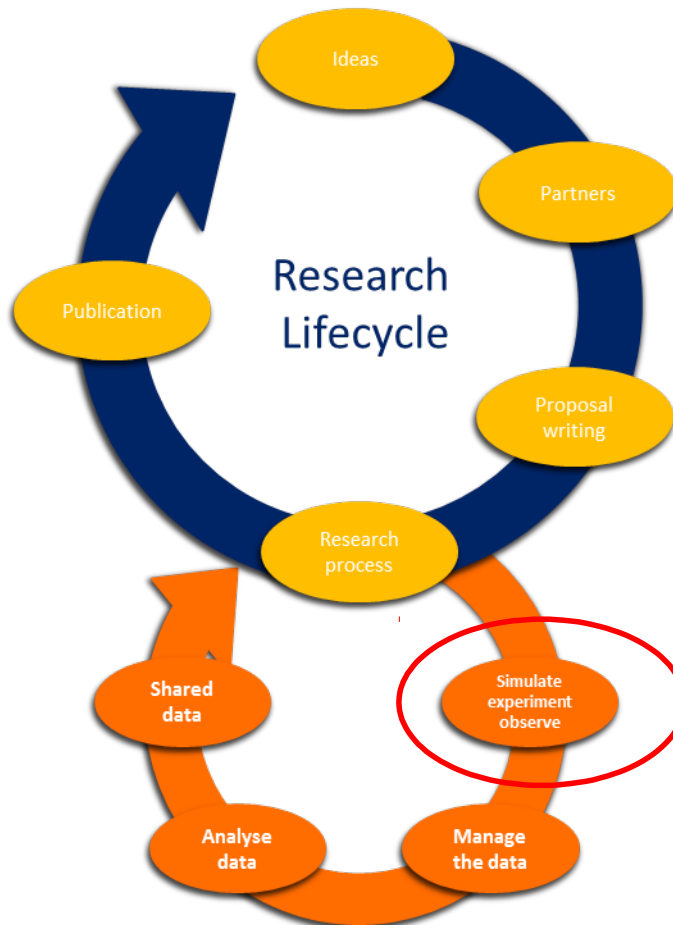 Ideas
Partners
Research
Lifecycle
Publication
Proposal
writing
Research
process
Simulate
experiment
observe
Shared
data
Manage
the data
Analyse
data